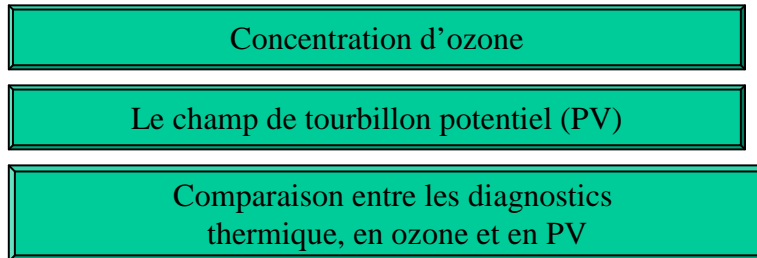 Concentration d’ozone
Le champ de tourbillon potentiel (PV)
Comparaison entre les diagnostics
thermique, en ozone et en PV